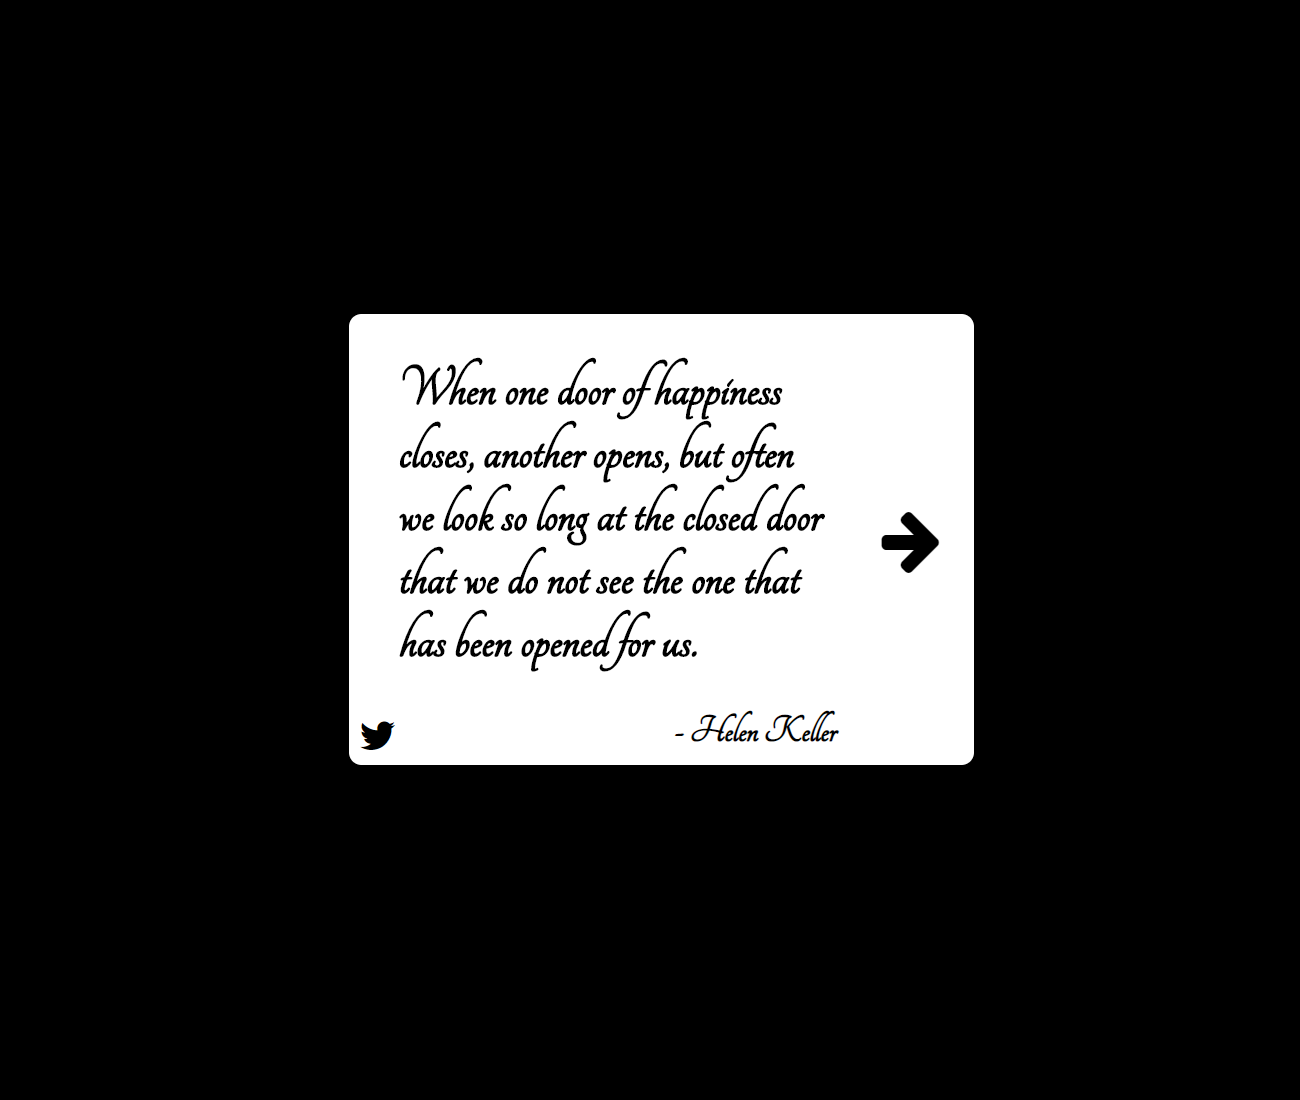 When one door of happiness
closes, another opens, but often
we look so long at the closed door
that we do not see the one that
has been opened for us.
- Helen Keller